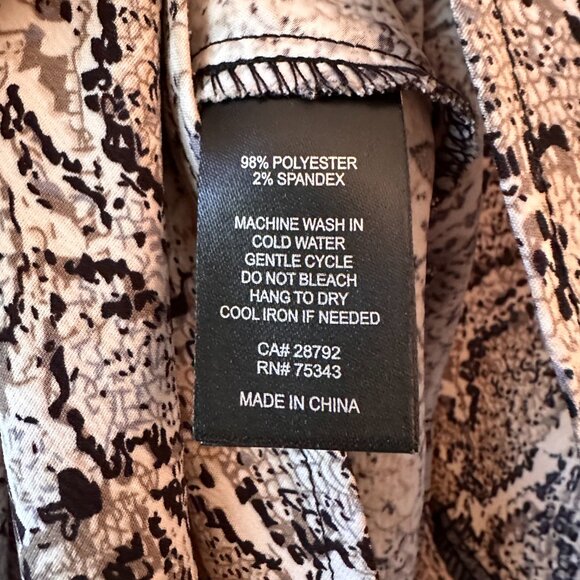 98% POLYESTER
2% SPANDEX
MACHINE WASH IN
COLD WATER
GENTLE CYCLE
DO NOT BLEACH
HANG TO DRY
COOL IRON IF NEEDED
CA# 28792
RN# 75343
MADE IN CHINA